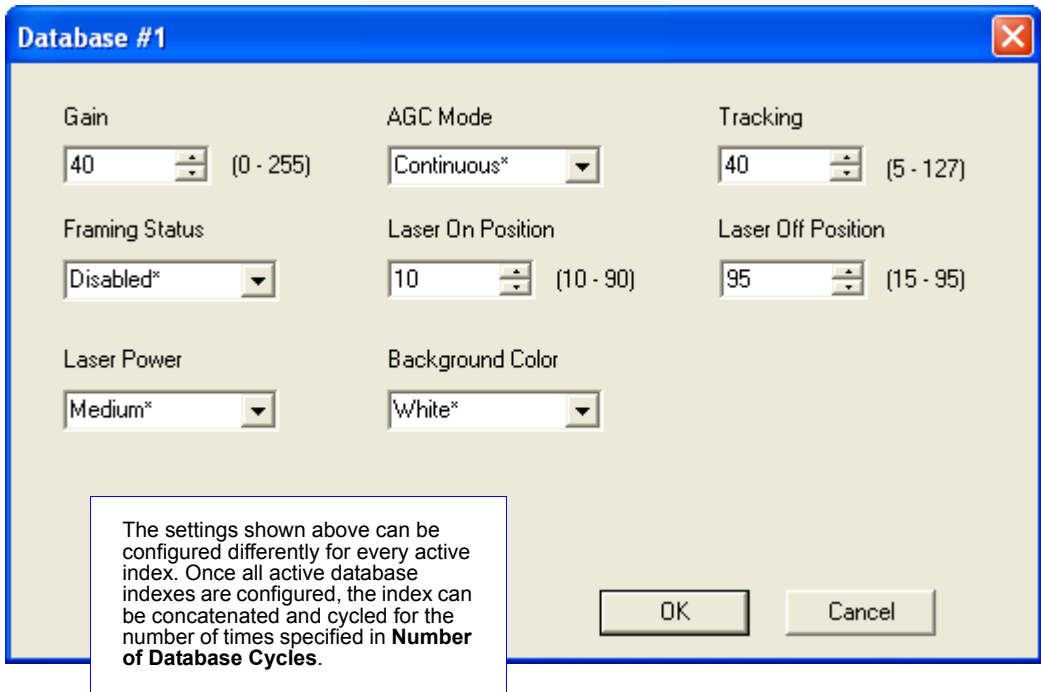 Database #1
Gain AGC Mode Tracking
40 (0 - 255) Continuous* 40 (5 - 127)
Framing Status Laser On Position Laser Off Position
Disabled* 10 (10 - 90) 95 (15 - 95)
Laser Power Background Color
Medium* White*
The settings shown above can be
configured differently for every active
index. Once all active database
indexes are configured, the index can
be concatenated and cycled for the
number of times specified in Number
of Database Cycles.
OK Cancel